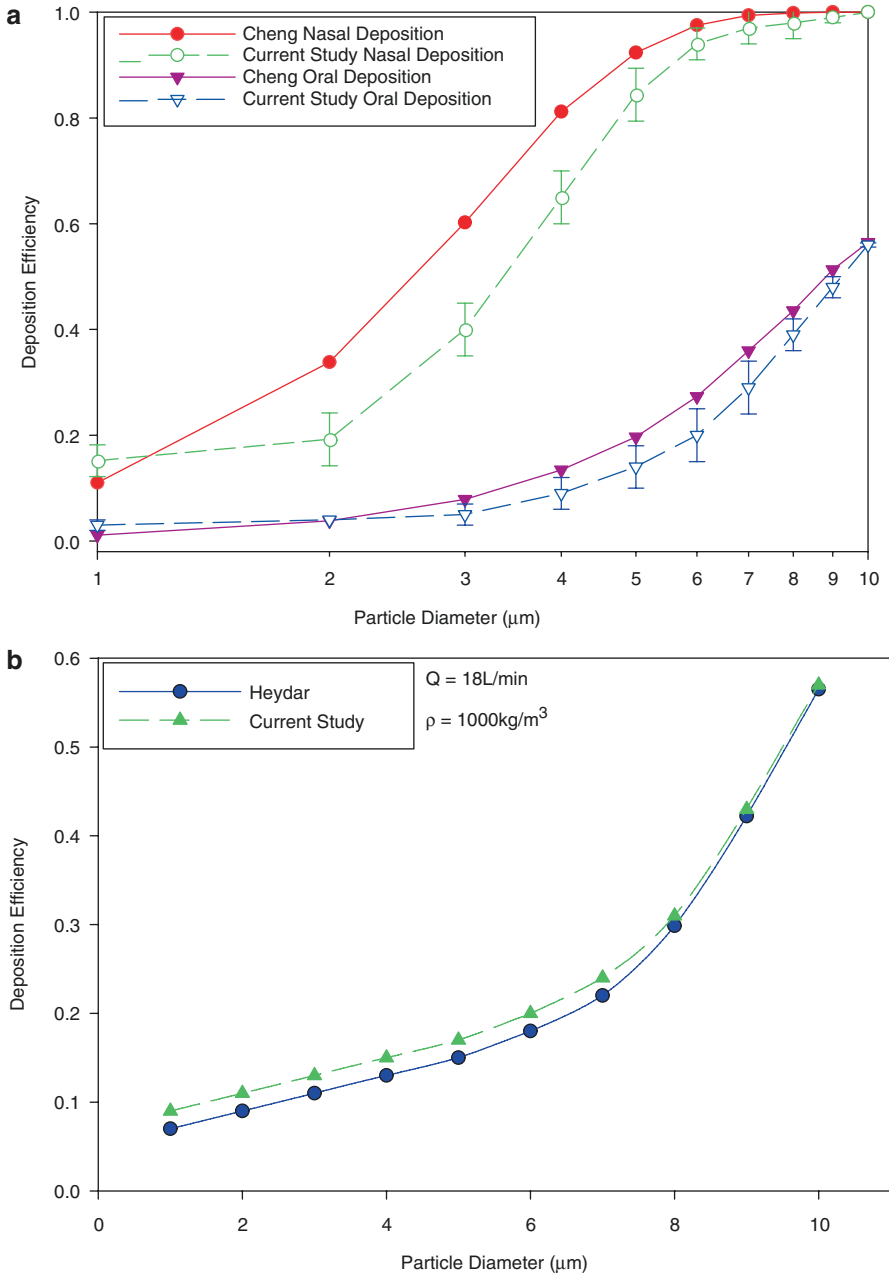 a
Cheng Nasal Deposition
Current Study Nasal Deposition
Cheng Oral Deposition
Current Study Oral Deposition
1.0
0.8
0.6
0.4
0.2
0.0
Deposition Efficiency
1 2 3 4 5 6 7 8 9 10
Particle Diameter (μm)
b
Heydar
Current Study
Q = 18L/min
ρ = 1000kg/m³
0.6
0.5
0.4
0.3
0.2
0.1
0.0
Deposition Efficiency
0 2 4 6 8 10
Particle Diameter (μm)